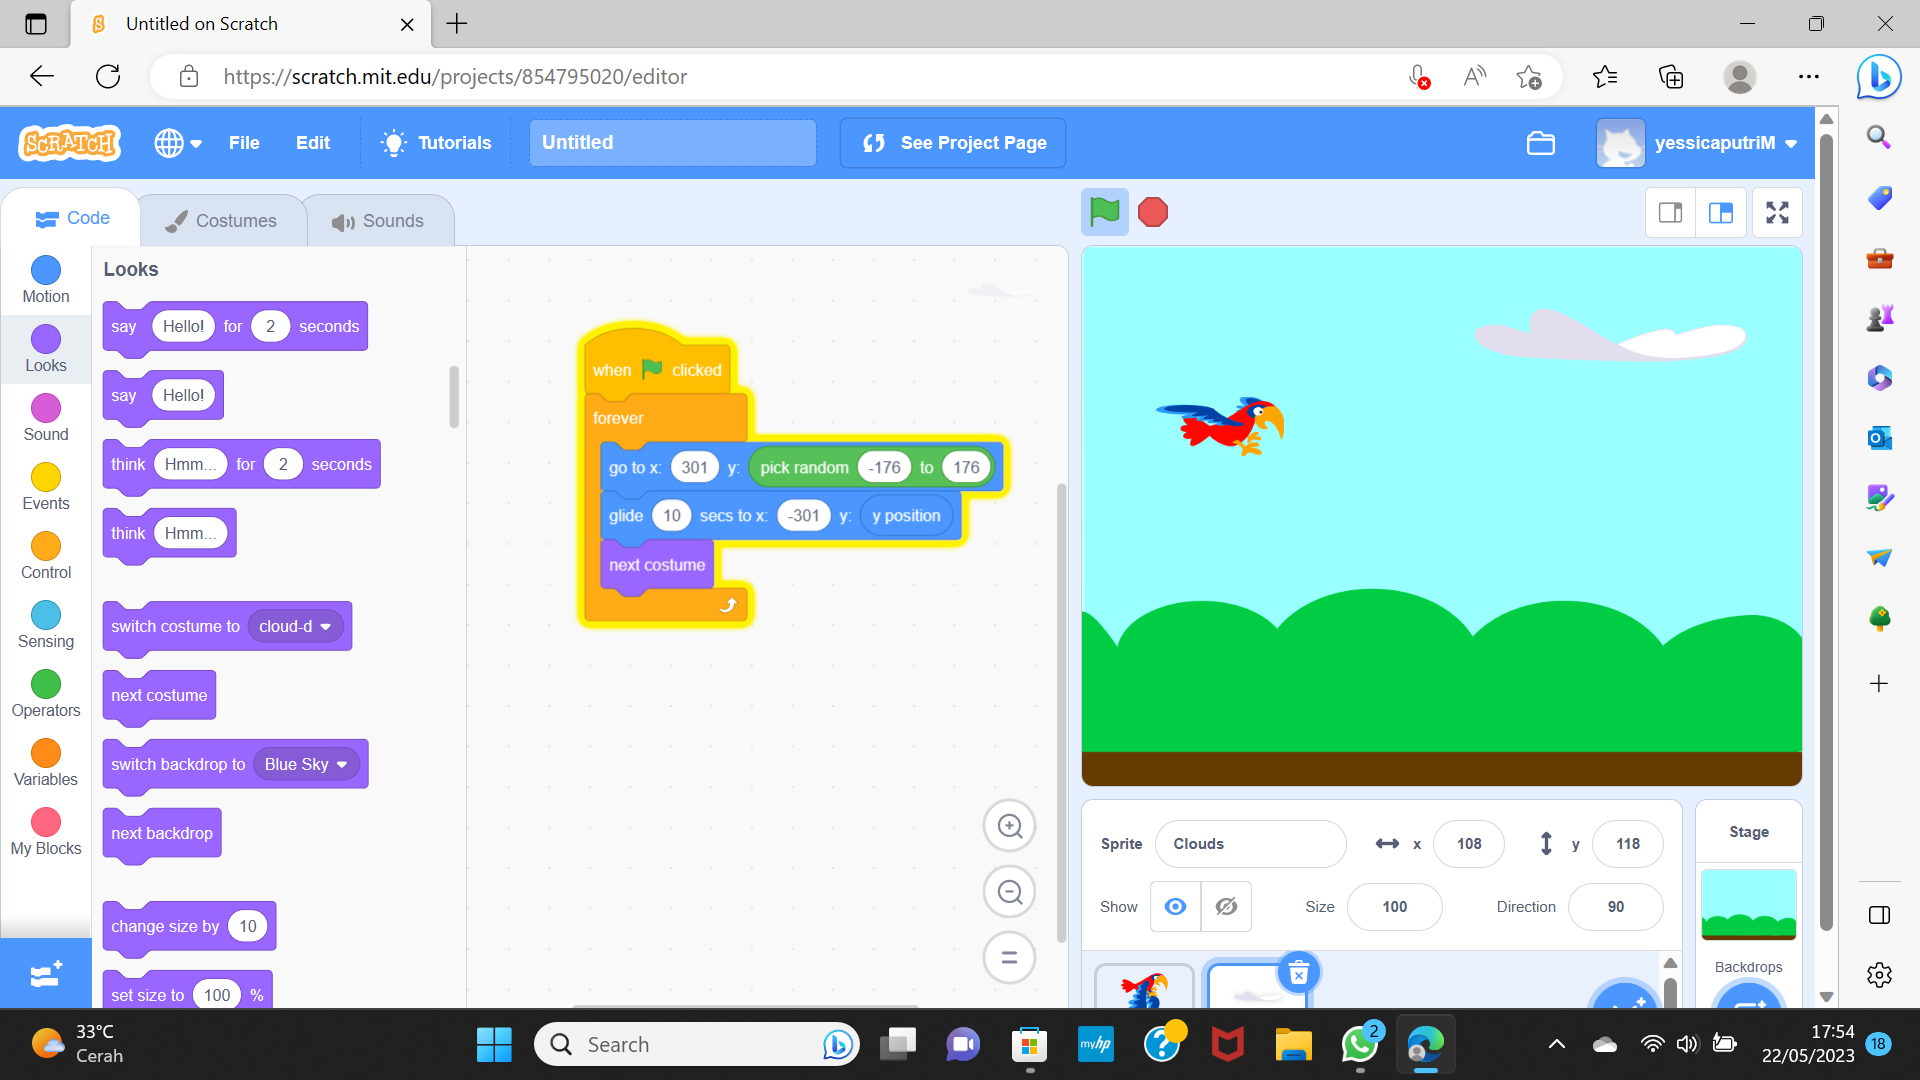 Untitled on Scratch
https://scratch.mit.edu/projects/854795020/editor
SCRATCH
File
Edit
Tutorials
Untitled
See Project Page
yessicaputriM
Code
Costumes
Sounds
Motion
Looks
Sound
Events
Control
Sensing
Operators
Variables
My Blocks
Looks
say Hello! for 2 seconds
say Hello!
think Hmm... for 2 seconds
think Hmm...
switch costume to cloud-d
next costume
switch backdrop to Blue Sky
next backdrop
change size by 10
set size to 100 %
when clicked
forever
go to x: 301 y: pick random -176 to 176
glide 10 secs to x: -301 y: y position
next costume
Sprite Clouds x 108 y 118
Show Size 100 Direction 90
Stage
Backdrops
33°C
Cerah
Search
myhp
2
17:54
22/05/2023
18